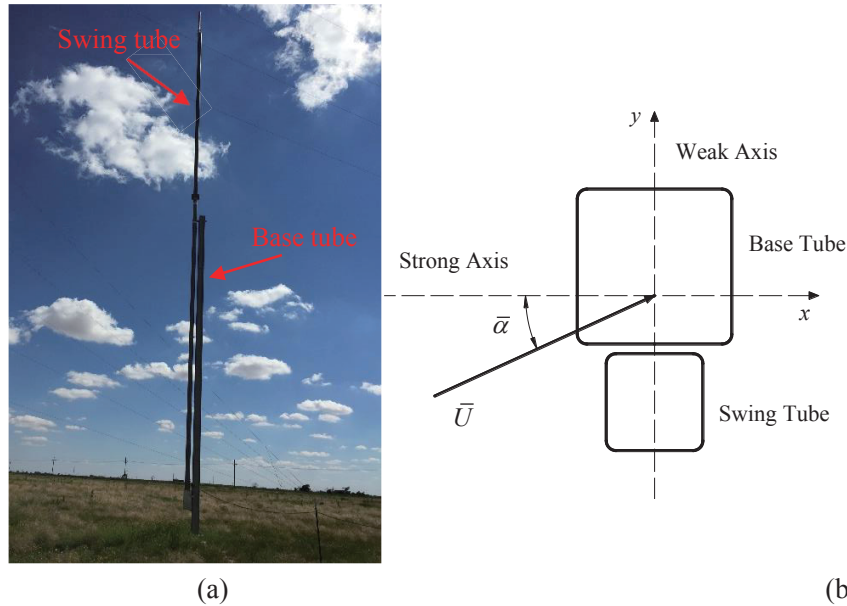 Swing tube
Base tube
y
Weak Axis
Base Tube
Strong Axis
x
ᾱ
Ū
Swing Tube
(a)
(b